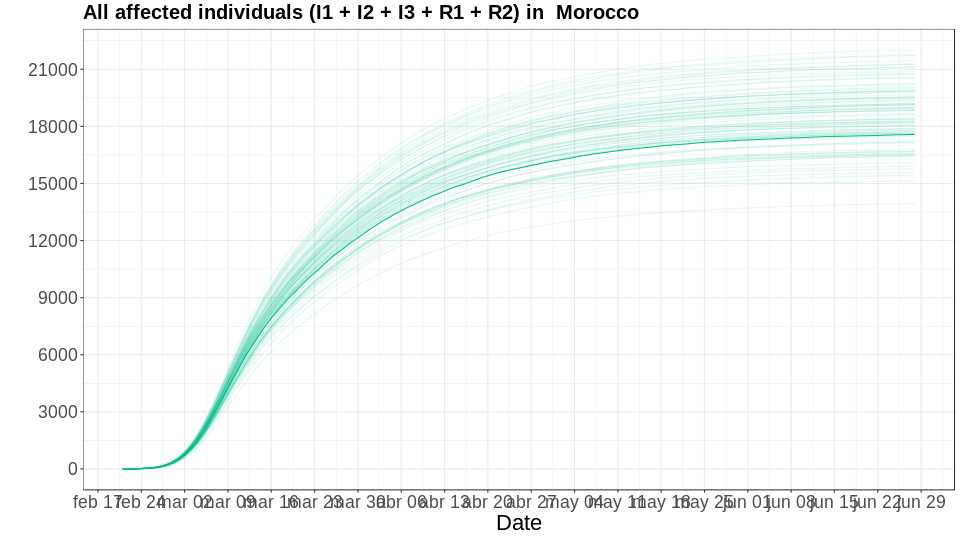 All affected individuals (I1 + I2 + I3 + R1 + R2) in  Morocco
21000
18000
15000
12000
9000
6000
3000
0
feb 17 feb 24 mar 02 mar 09 mar 16 mar 23 mar 30 abr 06 abr 13 abr 20 abr 27 may 04 may 11 may 18 may 25 jun 01 jun 08 jun 15 jun 22 jun 29
Date